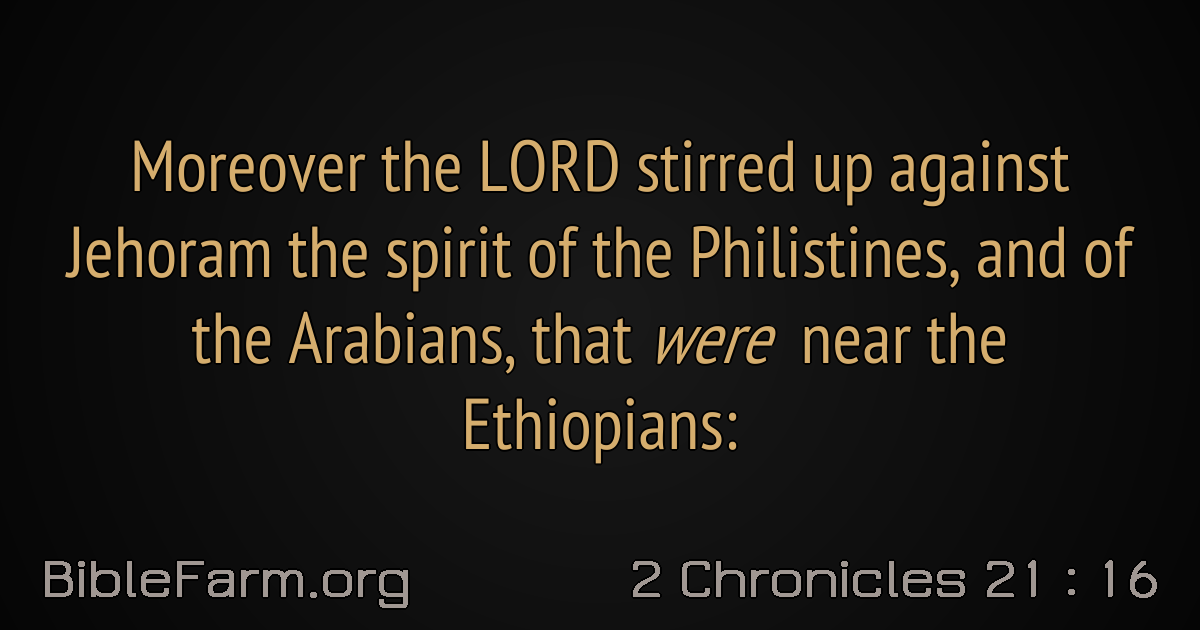 Moreover the LORD stirred up against
Jehoram the spirit of the Philistines, and of
the Arabians, that were near the
Ethiopians:
BibleFarm.org
2 Chronicles 21 : 16